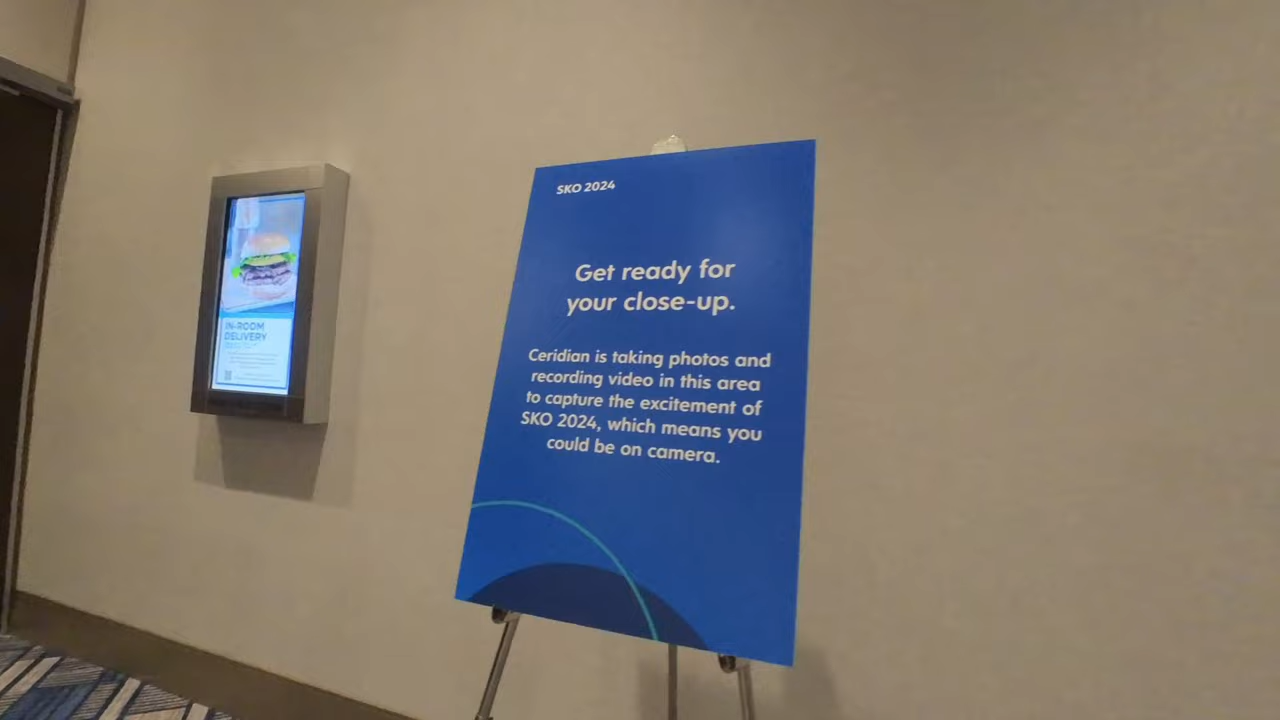 SKO 2024
Get ready for
your close-up.
Ceridian is taking photos and
recording video in this area
to capture the excitement of
SKO 2024, which means you
could be on camera.
IN-ROOM
DELIVERY